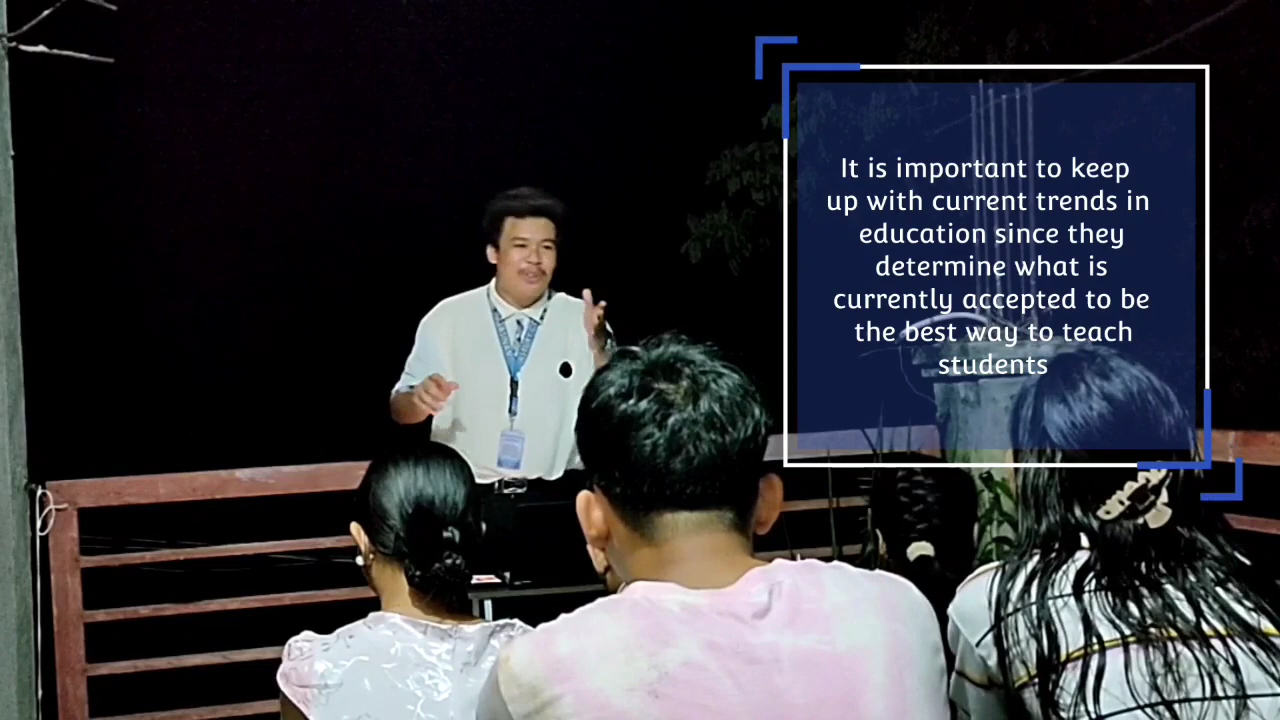 It is important to keep
up with current trends in
education since they
determine what is
currently accepted to be
the best way to teach
students